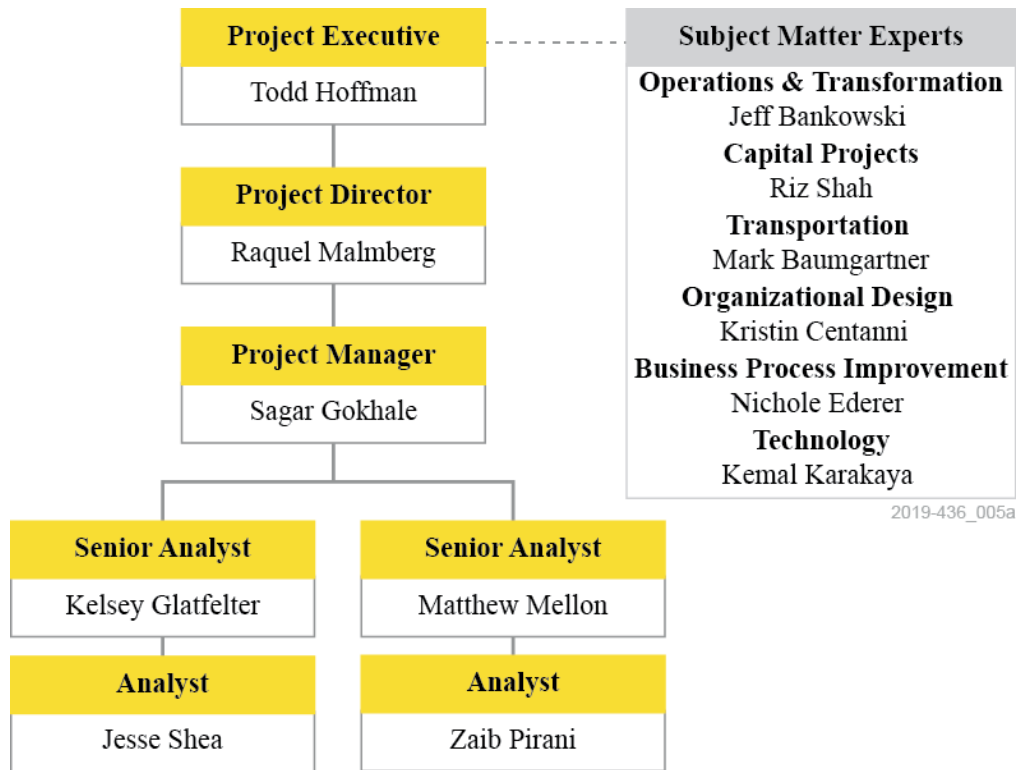 Project Executive
Todd Hoffman
Project Director
Raquel Malmberg
Project Manager
Sagar Gokhale
Senior Analyst
Kelsey Glatfelter
Analyst
Jesse Shea
Senior Analyst
Matthew Mellon
Analyst
Zaib Pirani
Subject Matter Experts
Operations & Transformation
Jeff Bankowski
Capital Projects
Riz Shah
Transportation
Mark Baumgartner
Organizational Design
Kristin Centanni
Business Process Improvement
Nichole Ederer
Technology
Kemal Karakaya
2019-436_005a